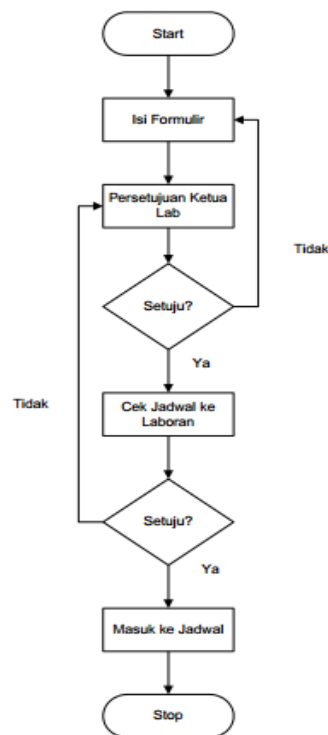 Start
Isi Formulir
Persetujuan Ketua
Lab
Tidak
Setuju?
Ya
Cek Jadwal ke
Laboran
Tidak
Setuju?
Ya
Masuk ke Jadwal
Stop